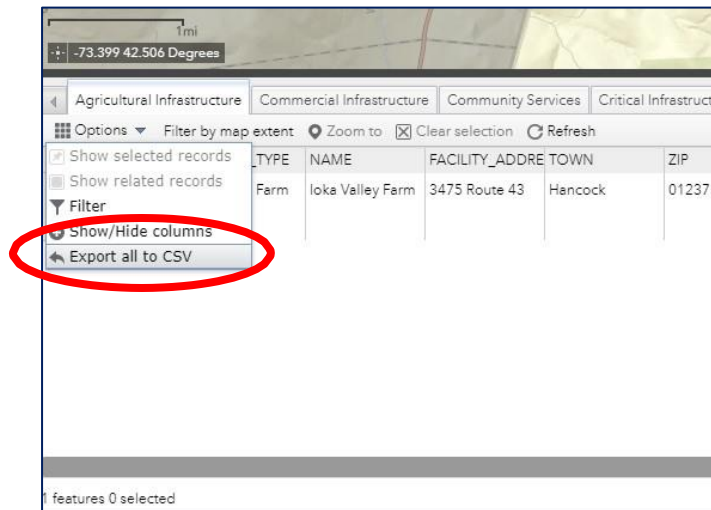 1mi
-73.399 42.506 Degrees
Agricultural Infrastructure Commercial Infrastructure Community Services Critical Infrastruct
Options Filter by map extent Zoom to Clear selection Refresh
Show selected records _TYPE NAME FACILITY_ADDRE TOWN ZIP
Show related records Farm Ioka Valley Farm 3475 Route 43 Hancock 01237
Filter
Show/Hide columns
Export all to CSV
1 features 0 selected